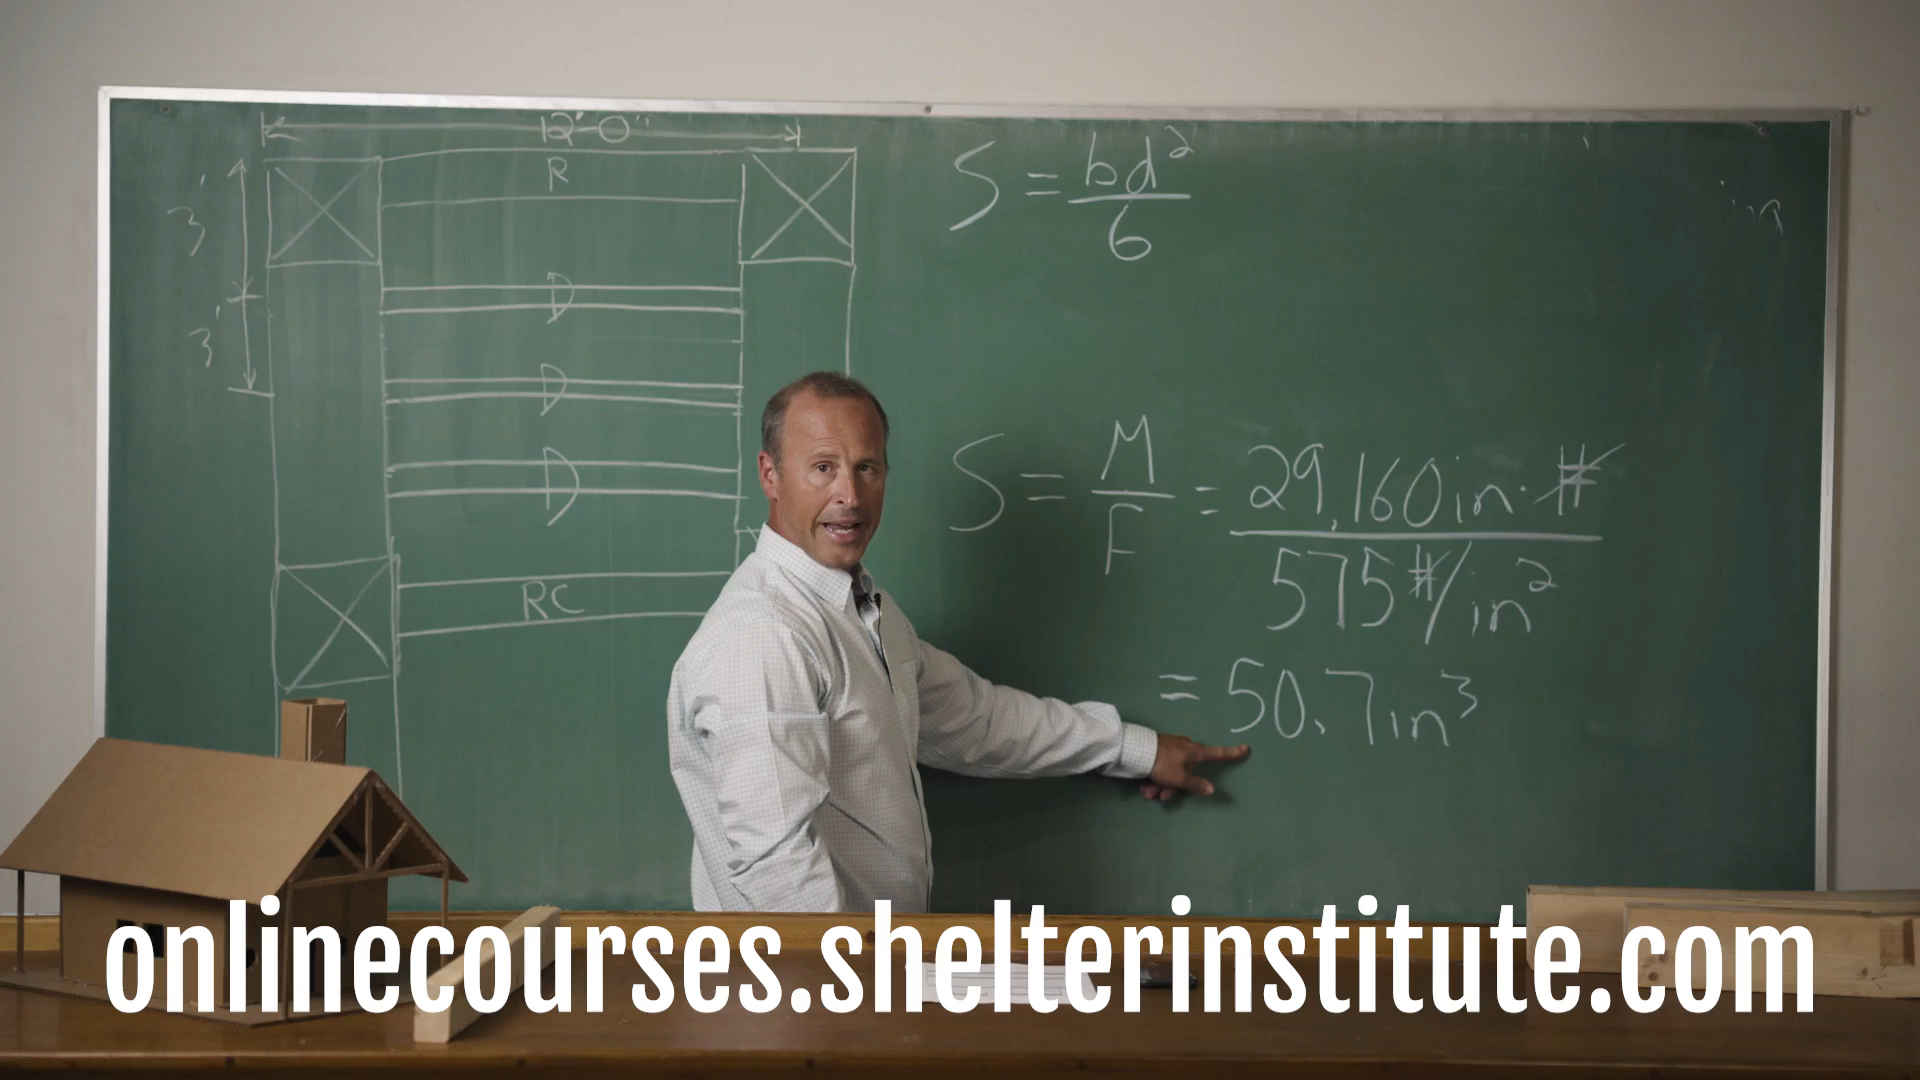 12'-0"
R
3'
3'
D
D
D
RC
S = bd²
6
S = M = 29,160 in·#
F 575 #/in²
= 50.7 in³
onlinecourses.shelterinstitute.com